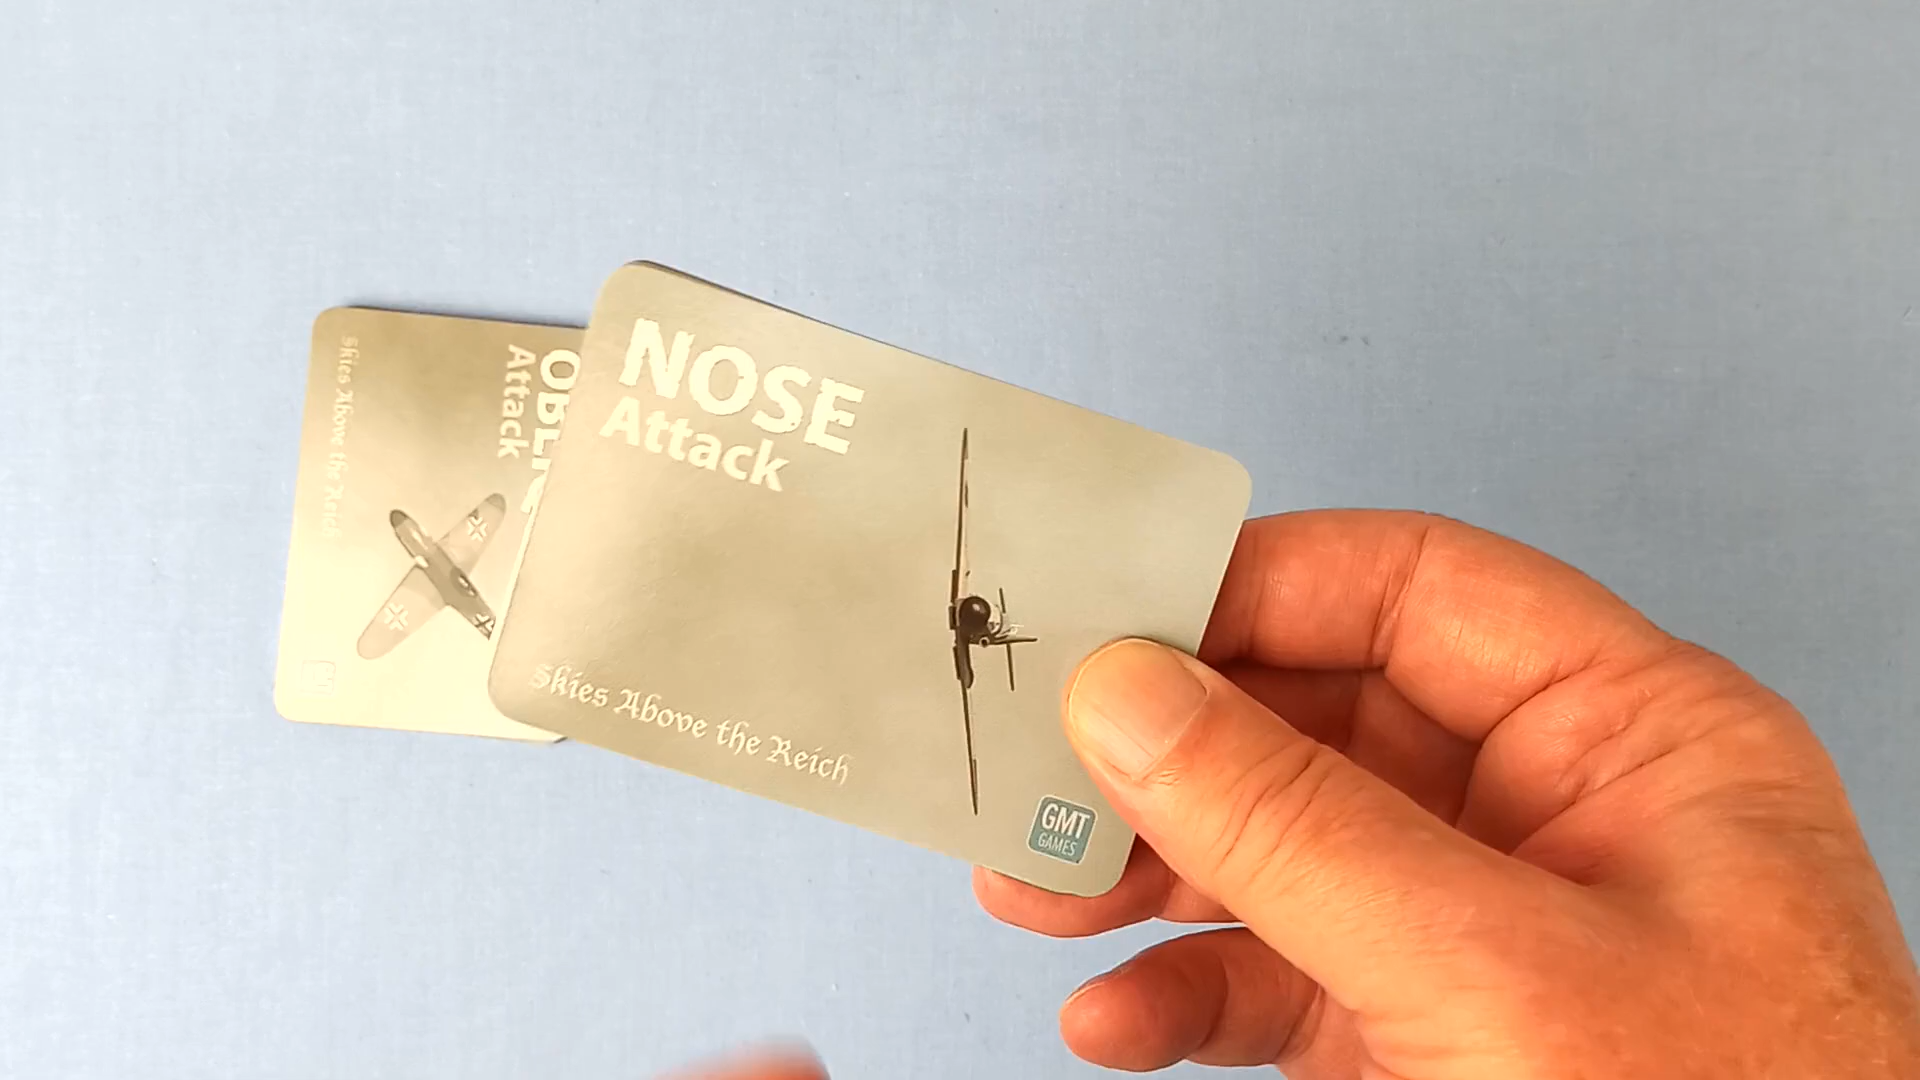 NOSE
Attack
Skies Above the Reich
GMT
GAMES
Attack
Skies Above the Reich